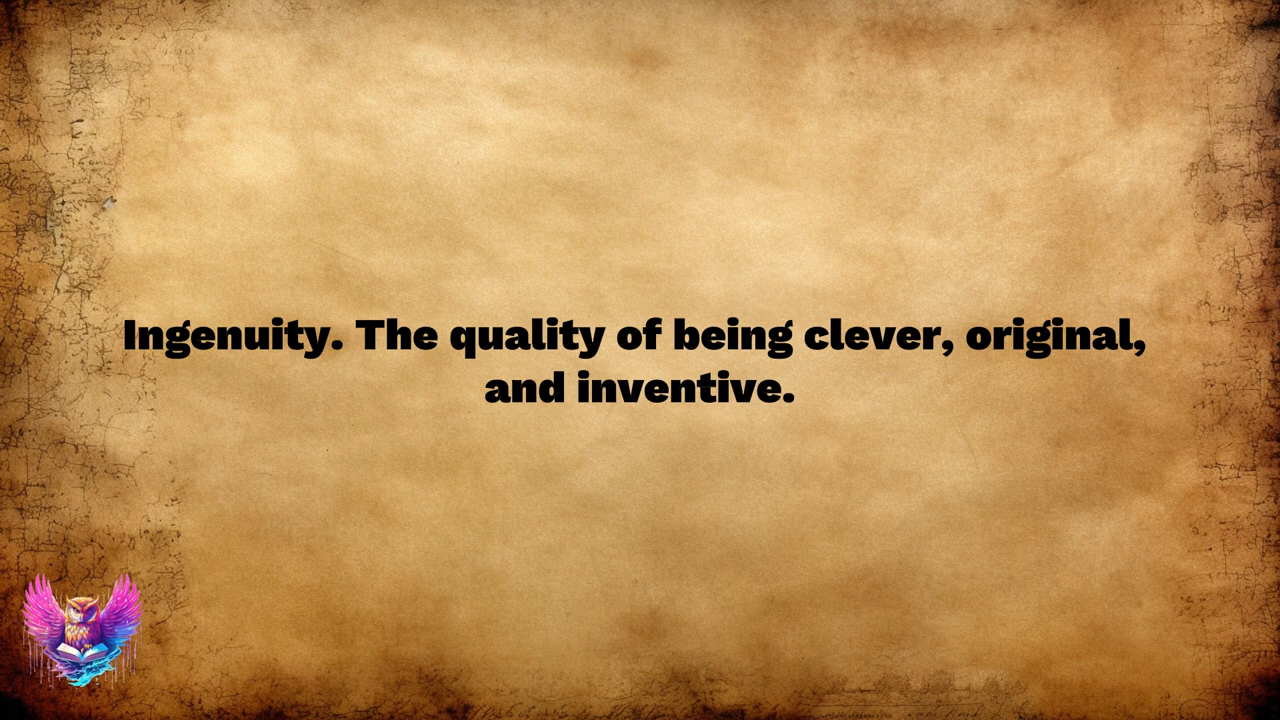 Ingenuity. The quality of being clever, original,
and inventive.